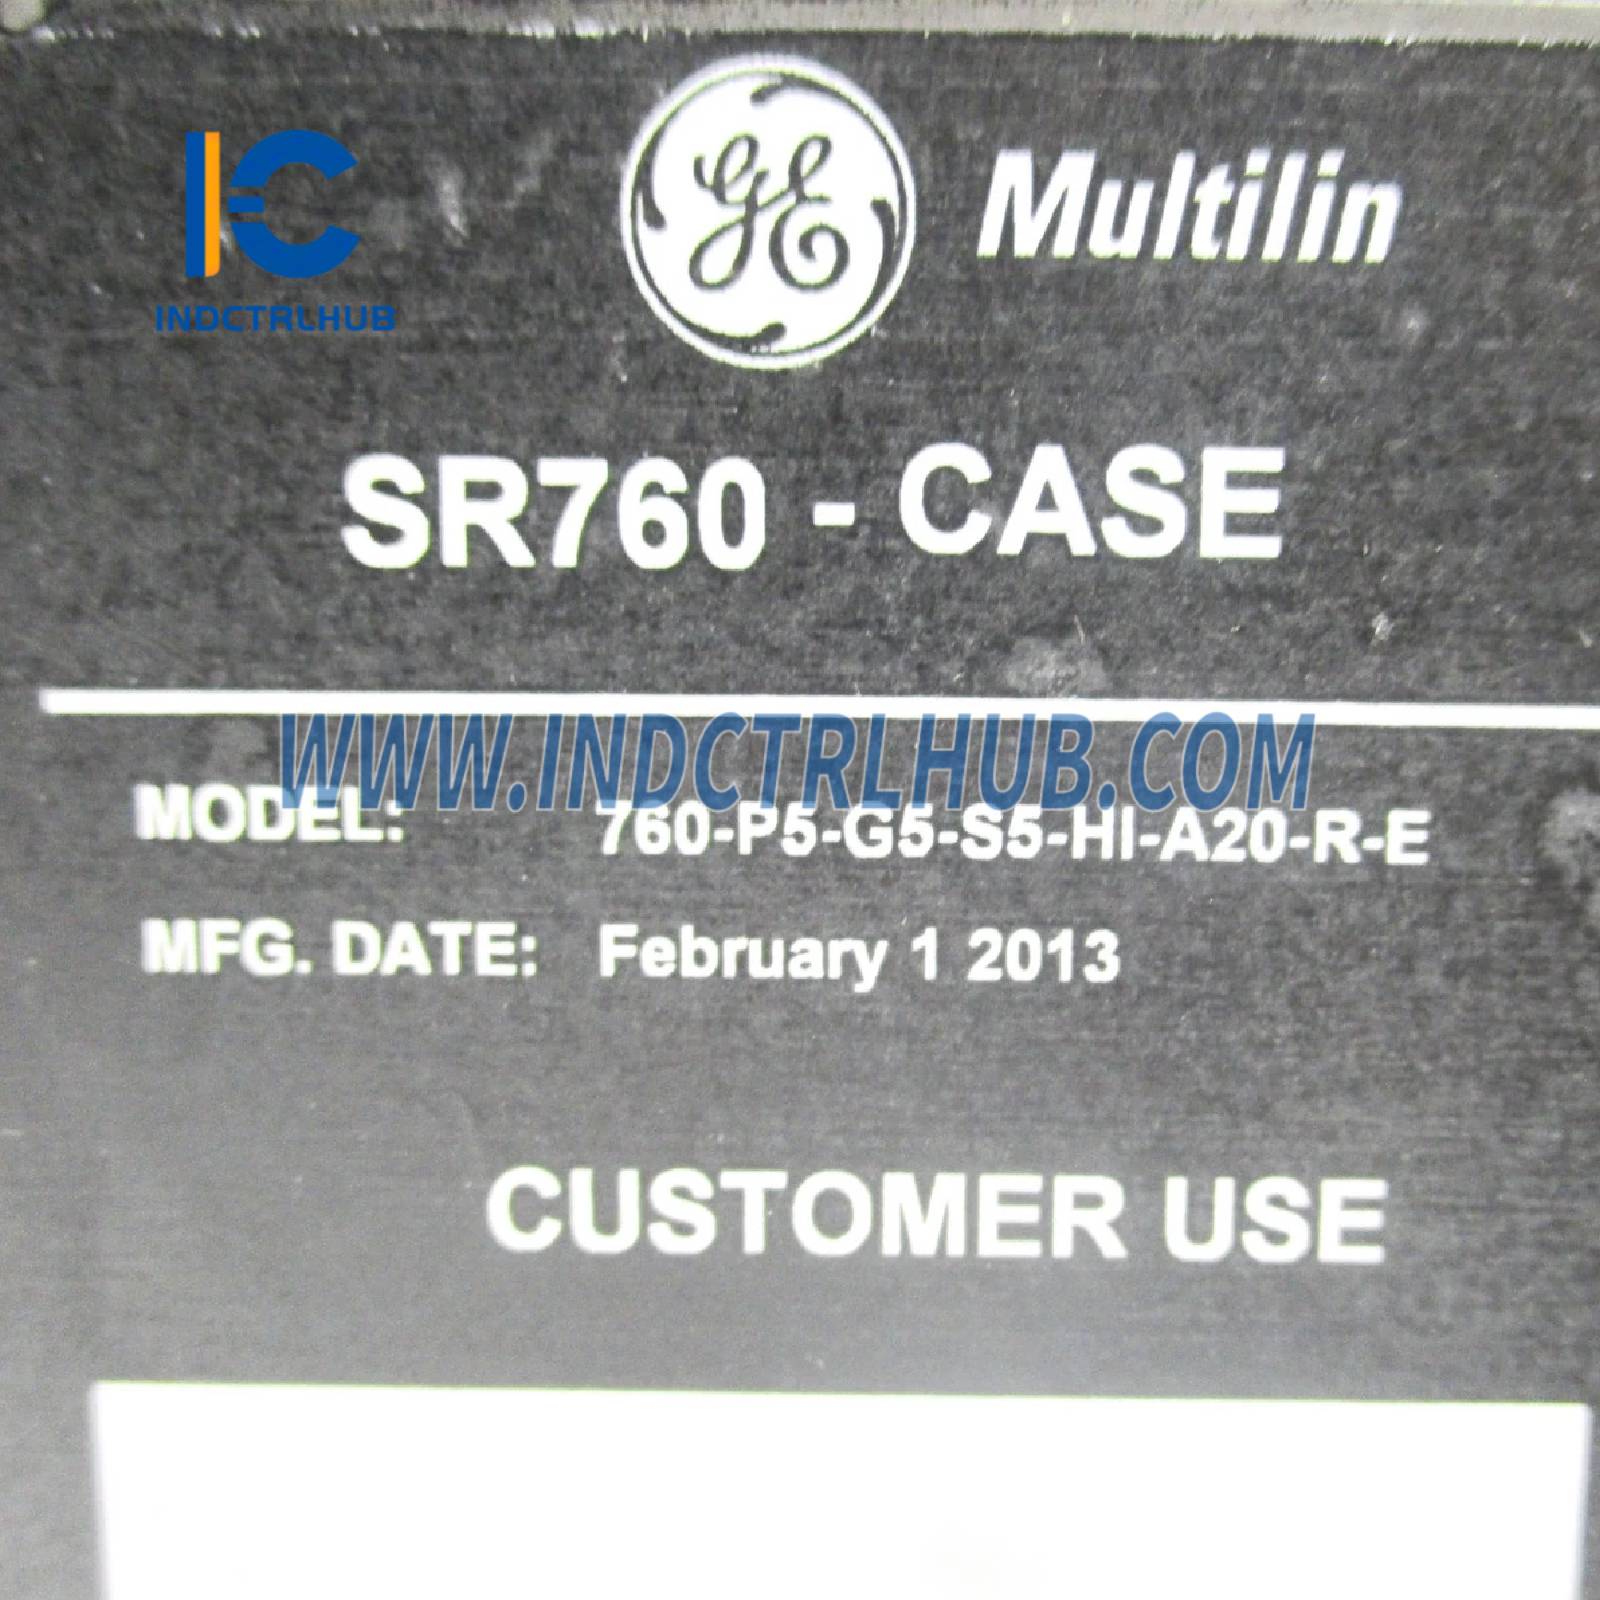 GE Multilin
INDCTRLHUB
SR760 - CASE
WWW.INDCTRLHUB.COM
MODEL: 760-P5-G5-S5-HI-A20-R-E
MFG. DATE: February 1 2013
CUSTOMER USE